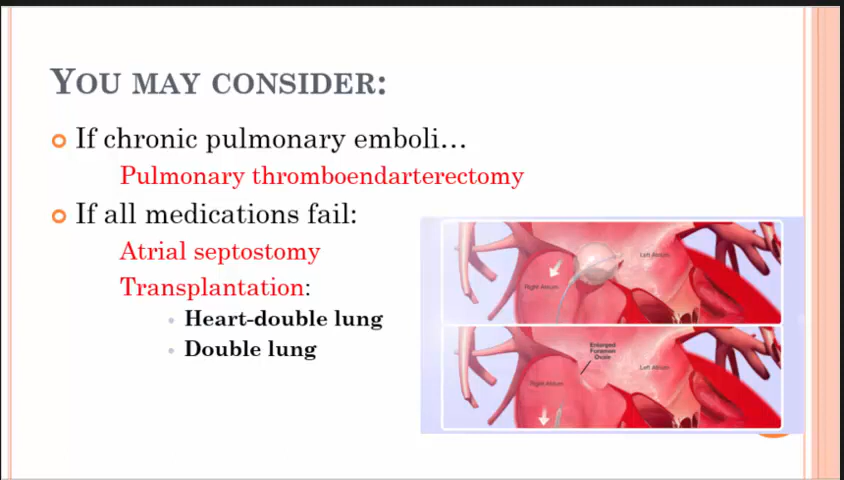 YOU MAY CONSIDER:
If chronic pulmonary emboli…
Pulmonary thromboendarterectomy
If all medications fail:
Atrial septostomy
Transplantation:
Heart-double lung
Double lung
Left Atrium
Right Atrium
Enlarged
Foramen
Ovale
Left Atrium
Right Atrium